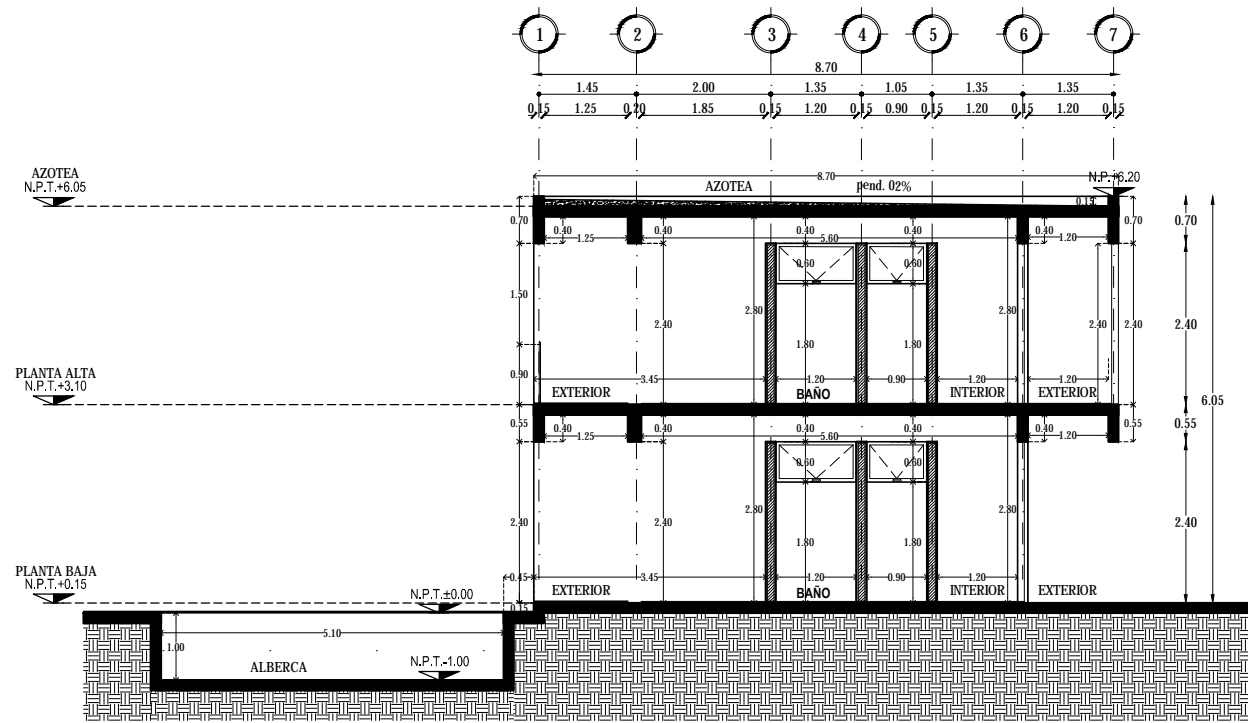 1 2 3 4 5 6 7
8.70
1.45 2.00 1.35 1.05 1.35 1.35
0.15 1.25 0.20 1.85 0.15 1.20 0.15 0.90 0.15 1.20 0.15 1.20 0.15
AZOTEA
N.P.T.+6.05
8.70
N.P.+6.20
AZOTEA pend. 02%
0.15
0.70 0.40 0.40 0.40 0.40 0.40 0.40 0.70 0.70
1.25 5.60 1.20
0.60 0.60
1.50 2.80 2.80 2.40 2.40 2.40
2.40 1.80 1.80
PLANTA ALTA
N.P.T.+3.10
0.90 3.45 1.20 0.90 1.20 1.20
EXTERIOR BAÑO INTERIOR EXTERIOR
6.05
0.55 0.40 0.40 0.40 0.40 0.40 0.40 0.55 0.55
1.25 5.60 1.20
0.60 0.60
2.80 2.80
2.40 2.40 2.40
1.80 1.80
PLANTA BAJA
N.P.T.+0.15
0.45 3.45 1.20 0.90 1.20
EXTERIOR BAÑO INTERIOR EXTERIOR
N.P.T.±0.00
0.15
5.10
1.00
ALBERCA
N.P.T.-1.00